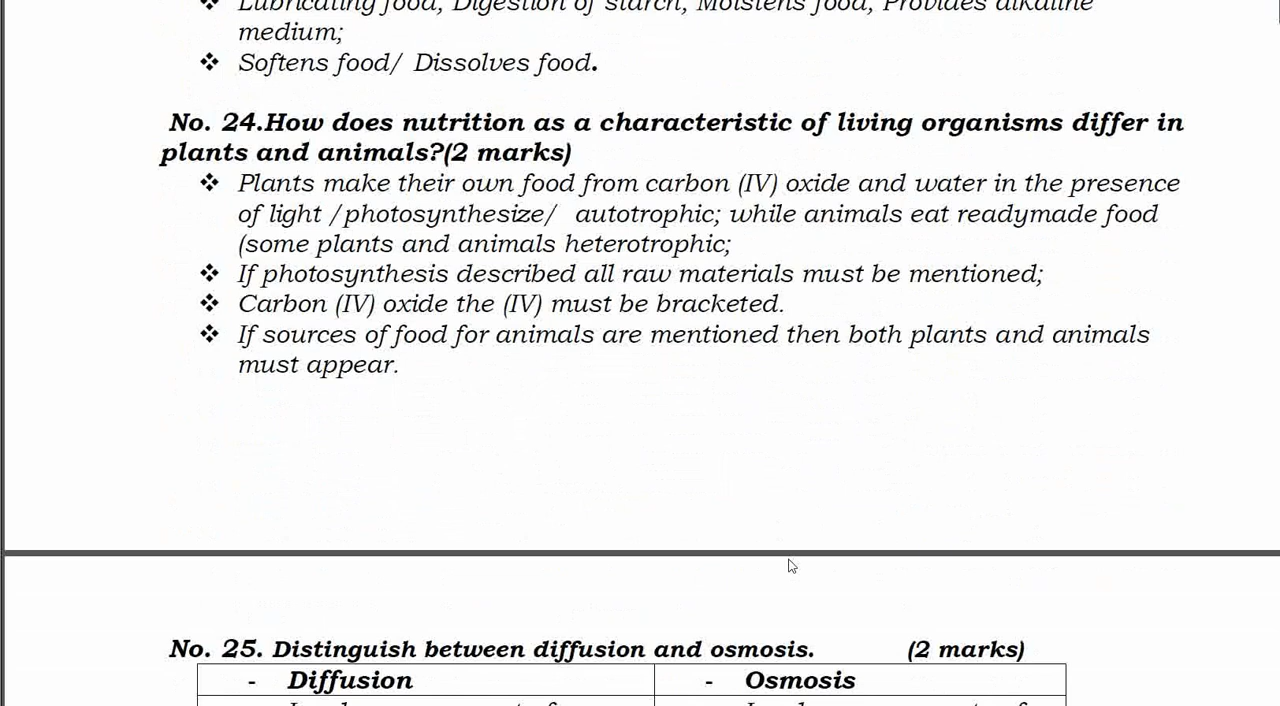 ❖ Lubricating food, Digestion of starch, Moistens food, Provides alkaline
medium;
❖ Softens food/ Dissolves food.
No. 24.How does nutrition as a characteristic of living organisms differ in
plants and animals?(2 marks)
❖ Plants make their own food from carbon (IV) oxide and water in the presence
of light /photosynthesize/ autotrophic; while animals eat readymade food
(some plants and animals heterotrophic;
❖ If photosynthesis described all raw materials must be mentioned;
❖ Carbon (IV) oxide the (IV) must be bracketed.
❖ If sources of food for animals are mentioned then both plants and animals
must appear.
No. 25. Distinguish between diffusion and osmosis. (2 marks)
- Diffusion - Osmosis